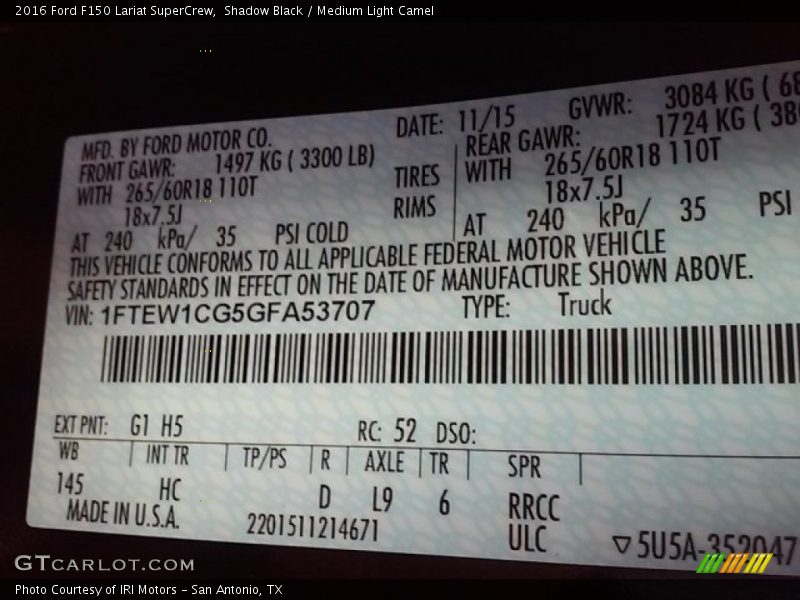 2016 Ford F150 Lariat SuperCrew,  Shadow Black / Medium Light Camel
MFD. BY FORD MOTOR CO. DATE: 11/15 GVWR: 3084 KG (
FRONT GAWR: 1497 KG ( 3300 LB) REAR GAWR: 1724 KG (
WITH 265/60R18 110T TIRES WITH 265/60R18 110T
18x7.5J RIMS 18x7.5J
AT 240 kPa/ 35 PSI COLD AT 240 kPa/ 35 PSI
THIS VEHICLE CONFORMS TO ALL APPLICABLE FEDERAL MOTOR VEHICLE
SAFETY STANDARDS IN EFFECT ON THE DATE OF MANUFACTURE SHOWN ABOVE.
VIN: 1FTEW1CG5GFA53707 TYPE: Truck
EXT PNT: G1 H5 RC: 52 DSO:
WB INT TR TP/PS R AXLE TR SPR
145 HC D L9 6 RRCC
MADE IN U.S.A. 2201511214671 ULC ▽5U5A-352047
GTCARLOT.COM
Photo Courtesy of IRI Motors – San Antonio, TX